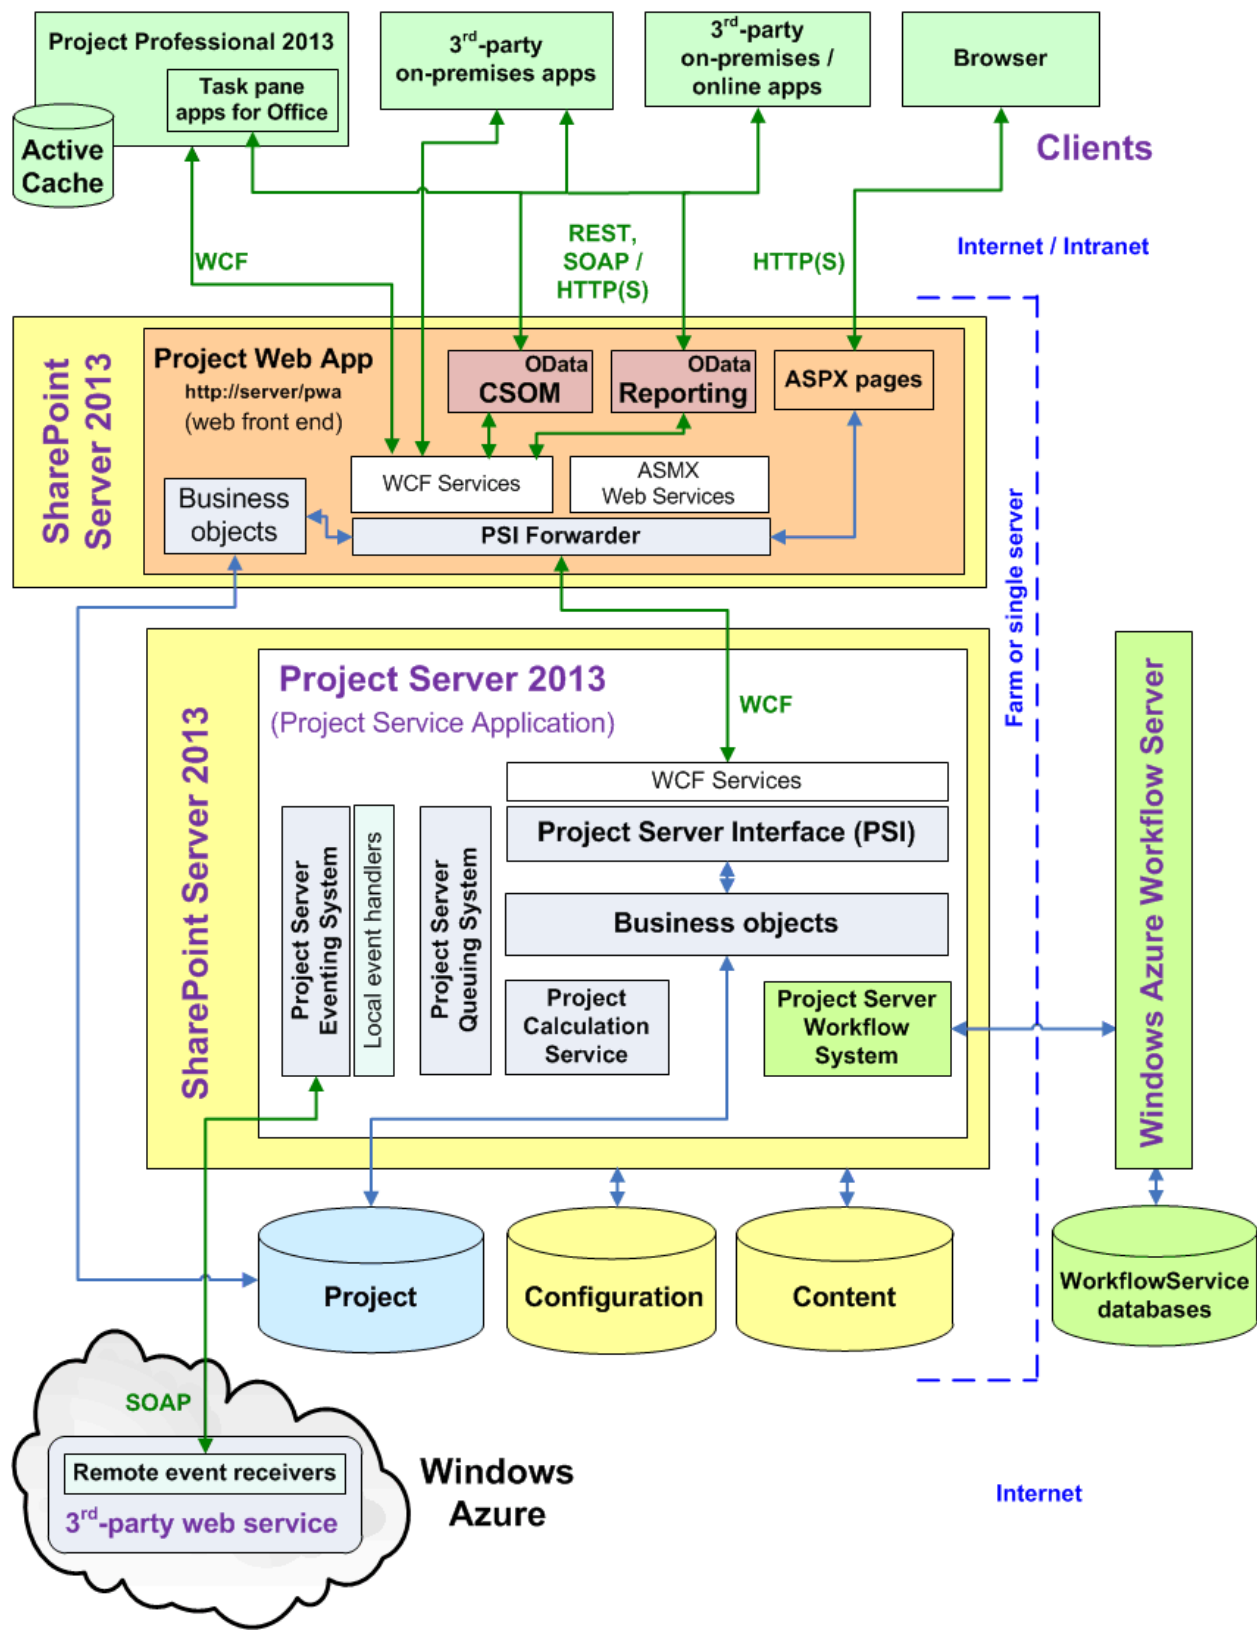 Project Professional 2013
Task pane
apps for Office
Active
Cache
3rd-party
on-premises apps
3rd-party
on-premises /
online apps
Browser
Clients
WCF
REST,
SOAP /
HTTP(S)
HTTP(S)
Internet / Intranet
SharePoint
Server 2013
Project Web App
http://server/pwa
(web front end)
OData
CSOM
OData
Reporting
ASPX pages
WCF Services
ASMX
Web Services
Business
objects
PSI Forwarder
Farm or single server
SharePoint Server 2013
Project Server 2013
(Project Service Application)
WCF
WCF Services
Project Server Interface (PSI)
Business objects
Project Server
Eventing System
Local event handlers
Project Server
Queuing System
Project
Calculation
Service
Project Server
Workflow
System
Windows Azure Workflow Server
Project
Configuration
Content
WorkflowService
databases
SOAP
Remote event receivers
3rd-party web service
Windows
Azure
Internet